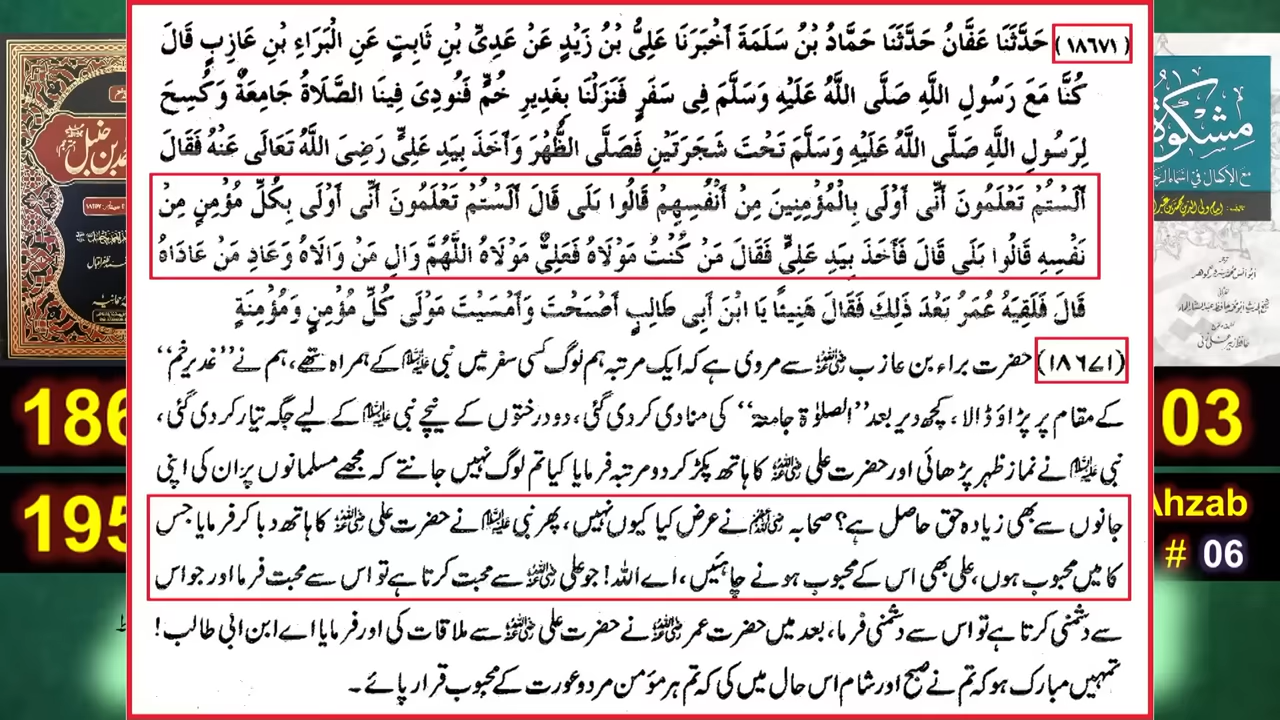 (١٨٦٧١) حَدَّثَنَا عَفَّانُ حَدَّثَنَا حَمَّادُ بْنُ سَلَمَةَ أَخْبَرَنَا عَلِيُّ بْنُ زَيْدٍ عَنْ عَدِيِّ بْنِ ثَابِتٍ عَنِ الْبَرَاءِ بْنِ عَازِبٍ قَالَ
كُنَّا مَعَ رَسُولِ اللَّهِ صَلَّى اللَّهُ عَلَيْهِ وَسَلَّمَ فِي سَفَرٍ فَنَزَلْنَا بِغَدِيرِ خُمٍّ فَنُودِيَ فِينَا الصَّلَاةُ جَامِعَةٌ وَكُسِحَ
لِرَسُولِ اللَّهِ صَلَّى اللَّهُ عَلَيْهِ وَسَلَّمَ تَحْتَ شَجَرَتَيْنِ فَصَلَّى الظُّهْرَ وَأَخَذَ بِيَدِ عَلِيٍّ رَضِيَ اللَّهُ تَعَالَى عَنْهُ فَقَالَ
أَلَسْتُمْ تَعْلَمُونَ أَنِّي أَوْلَى بِالْمُؤْمِنِينَ مِنْ أَنْفُسِهِمْ قَالُوا بَلَى قَالَ أَلَسْتُمْ تَعْلَمُونَ أَنِّي أَوْلَى بِكُلِّ مُؤْمِنٍ مِنْ
نَفْسِهِ قَالُوا بَلَى قَالَ فَأَخَذَ بِيَدِ عَلِيٍّ فَقَالَ مَنْ كُنْتُ مَوْلَاهُ فَعَلِيٌّ مَوْلَاهُ اللَّهُمَّ وَالِ مَنْ وَالَاهُ وَعَادِ مَنْ عَادَاهُ
قَالَ فَلَقِيَهُ عُمَرُ بَعْدَ ذَلِكَ فَقَالَ هَنِيئًا يَا ابْنَ أَبِي طَالِبٍ أَصْبَحْتَ وَأَمْسَيْتَ مَوْلَى كُلِّ مُؤْمِنٍ وَمُؤْمِنَةٍ
(۱۸۶۷۱) حضرت براء بن عازب رضی اللہ عنہ سے مروی ہے کہ ایک مرتبہ ہم لوگ کسی سفر میں نبی علیہ السلام کے ہمراہ تھے، ہم نے ”غدیر خم“
کے مقام پر پڑاؤ ڈالا، کچھ دیر بعد ”الصلوٰۃ جامعۃ“ کی منادی کر دی گئی، دو درختوں کے نیچے نبی علیہ السلام کے لیے جگہ تیار کر دی گئی،
نبی علیہ السلام نے نماز ظہر پڑھائی اور حضرت علی رضی اللہ عنہ کا ہاتھ پکڑ کر دو مرتبہ فرمایا کیا تم لوگ نہیں جانتے کہ مجھے مسلمانوں پر ان کی اپنی
جانوں سے بھی زیادہ حق حاصل ہے؟ صحابہ رضی اللہ عنہم نے عرض کیا کیوں نہیں، پھر نبی علیہ السلام نے حضرت علی رضی اللہ عنہ کا ہاتھ دبا کر فرمایا جس
کا میں محبوب ہوں، علی بھی اس کے محبوب ہونے چاہئیں، اے اللہ! جو علی رضی اللہ عنہ سے محبت کرتا ہے تو اس سے محبت فرما اور جو اس
سے دشمنی کرتا ہے تو اس سے دشمنی فرما، بعد میں حضرت عمر رضی اللہ عنہ نے حضرت علی رضی اللہ عنہ سے ملاقات کی اور فرمایا اے ابن ابی طالب!
تمہیں مبارک ہو کہ تم نے صبح اور شام اس حال میں کی کہ تم ہر مؤمن مرد و عورت کے محبوب قرار پائے۔
مشکوٰۃ
مع الاکمال فی اسماء
186
195
03
Ahzab
# 06